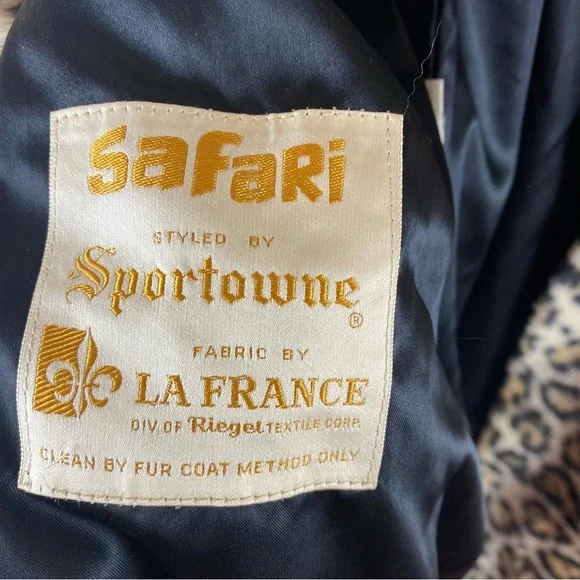 Safari
STYLED BY
Sportowne®
FABRIC BY
LA FRANCE
DIV. OF Riegel TEXTILE CORP.
CLEAN BY FUR COAT METHOD ONLY